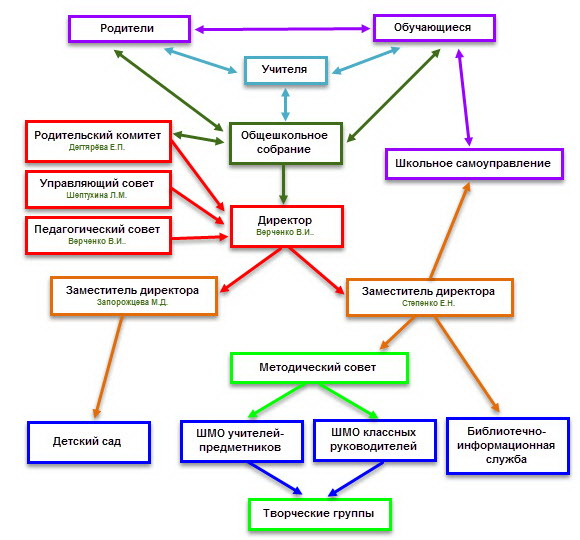 Родители
Обучающиеся
Учителя
Родительский комитет
Дегтярёва Е.П.
Общешкольное
собрание
Школьное самоуправление
Управляющий совет
Шептухина Л.М.
Педагогический совет
Верченко В.И..
Директор
Верченко В.И..
Заместитель директора
Запорожцева М.Д.
Заместитель директора
Степенко Е.Н.
Методический совет
Детский сад
ШМО учителей-
предметников
ШМО классных
руководителей
Библиотечно-
информационная
служба
Творческие группы